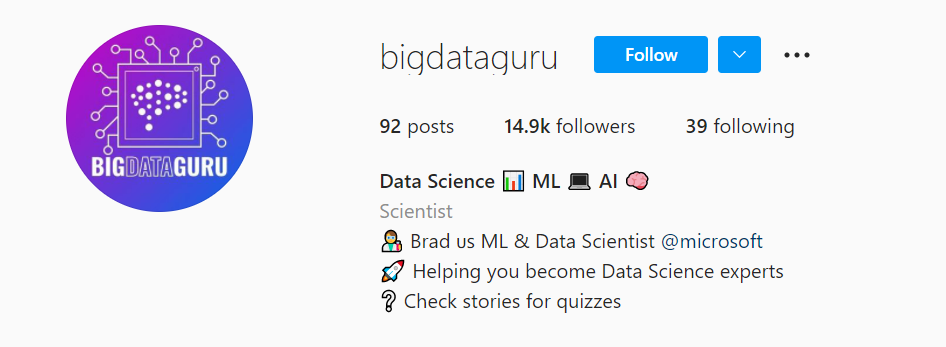 BIGDATAGURU
bigdataguru Follow
92 posts 14.9k followers 39 following
Data Science 📊 ML 💻 AI 🧠
Scientist
👨‍🔬 Brad us ML & Data Scientist @microsoft
🚀 Helping you become Data Science experts
❔ Check stories for quizzes